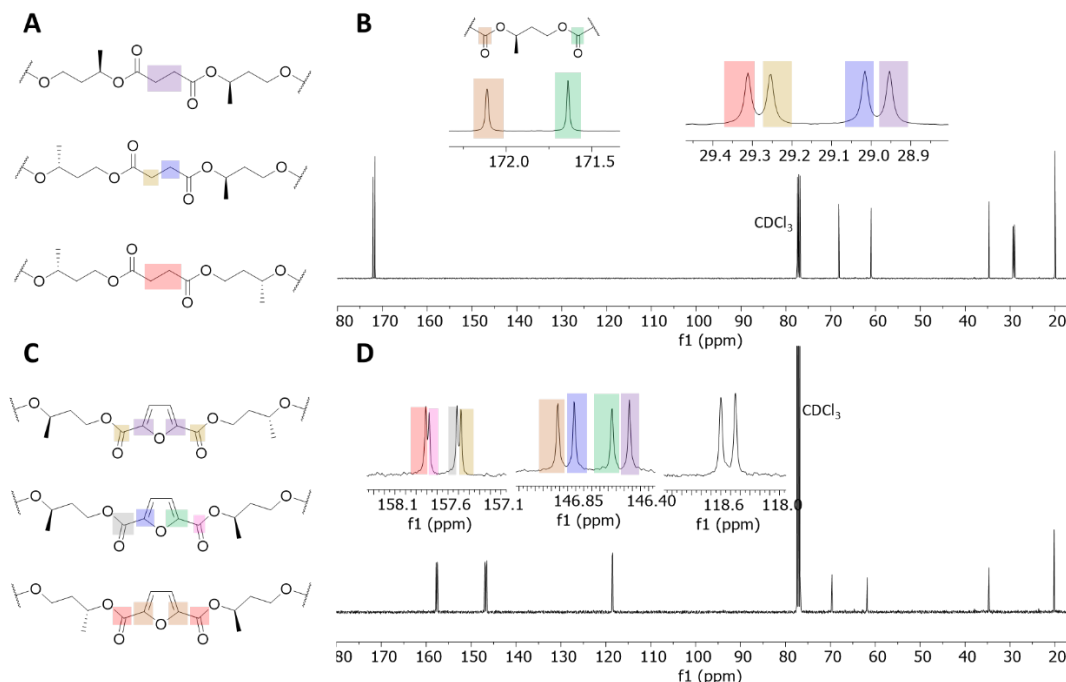 A
B
O
O
O
O
O
O
172.0 171.5
29.4 29.3 29.2 29.1 29.0 28.9
O
O O O O
O
O
O O O O
O
O
O O O O
O
CDCl3
80 170 160 150 140 130 120 110 100 90 80 70 60 50 40 30 20
f1 (ppm)
C
D
O O O O
O
O O
O O O O
O
O O
O O O O
O
O O
CDCl3
158.1 157.6 157.1
f1 (ppm)
146.85 146.40
f1 (ppm)
118.6 118.0
f1 (ppm)
80 170 160 150 140 130 120 110 100 90 80 70 60 50 40 30 20
f1 (ppm)